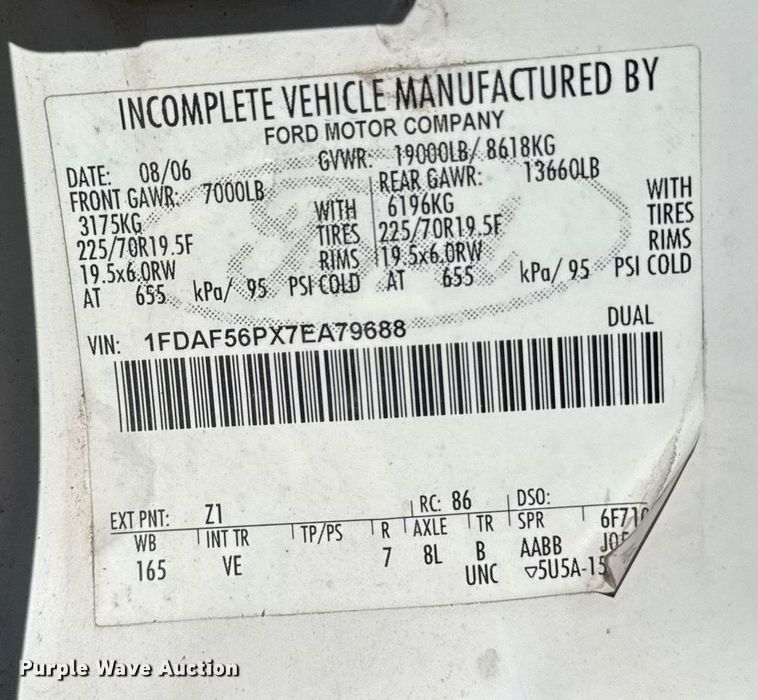 INCOMPLETE VEHICLE MANUFACTURED BY
FORD MOTOR COMPANY
DATE: 08/06 GVWR: 19000LB/ 8618KG
FRONT GAWR: 7000LB REAR GAWR: 13660LB
3175KG WITH 6196KG WITH
225/70R19.5F TIRES 225/70R19.5F TIRES
19.5x6.0RW RIMS 19.5x6.0RW RIMS
AT 655 kPa/ 95 PSI COLD AT 655 kPa/ 95 PSI COLD
VIN: 1FDAF56PX7EA79688 DUAL
EXT PNT: Z1 RC: 86 DSO:
WB INT TR TP/PS R AXLE TR SPR
165 VE 7 8L B AABB
UNC ▽5U5A-15
Purple Wave Auction